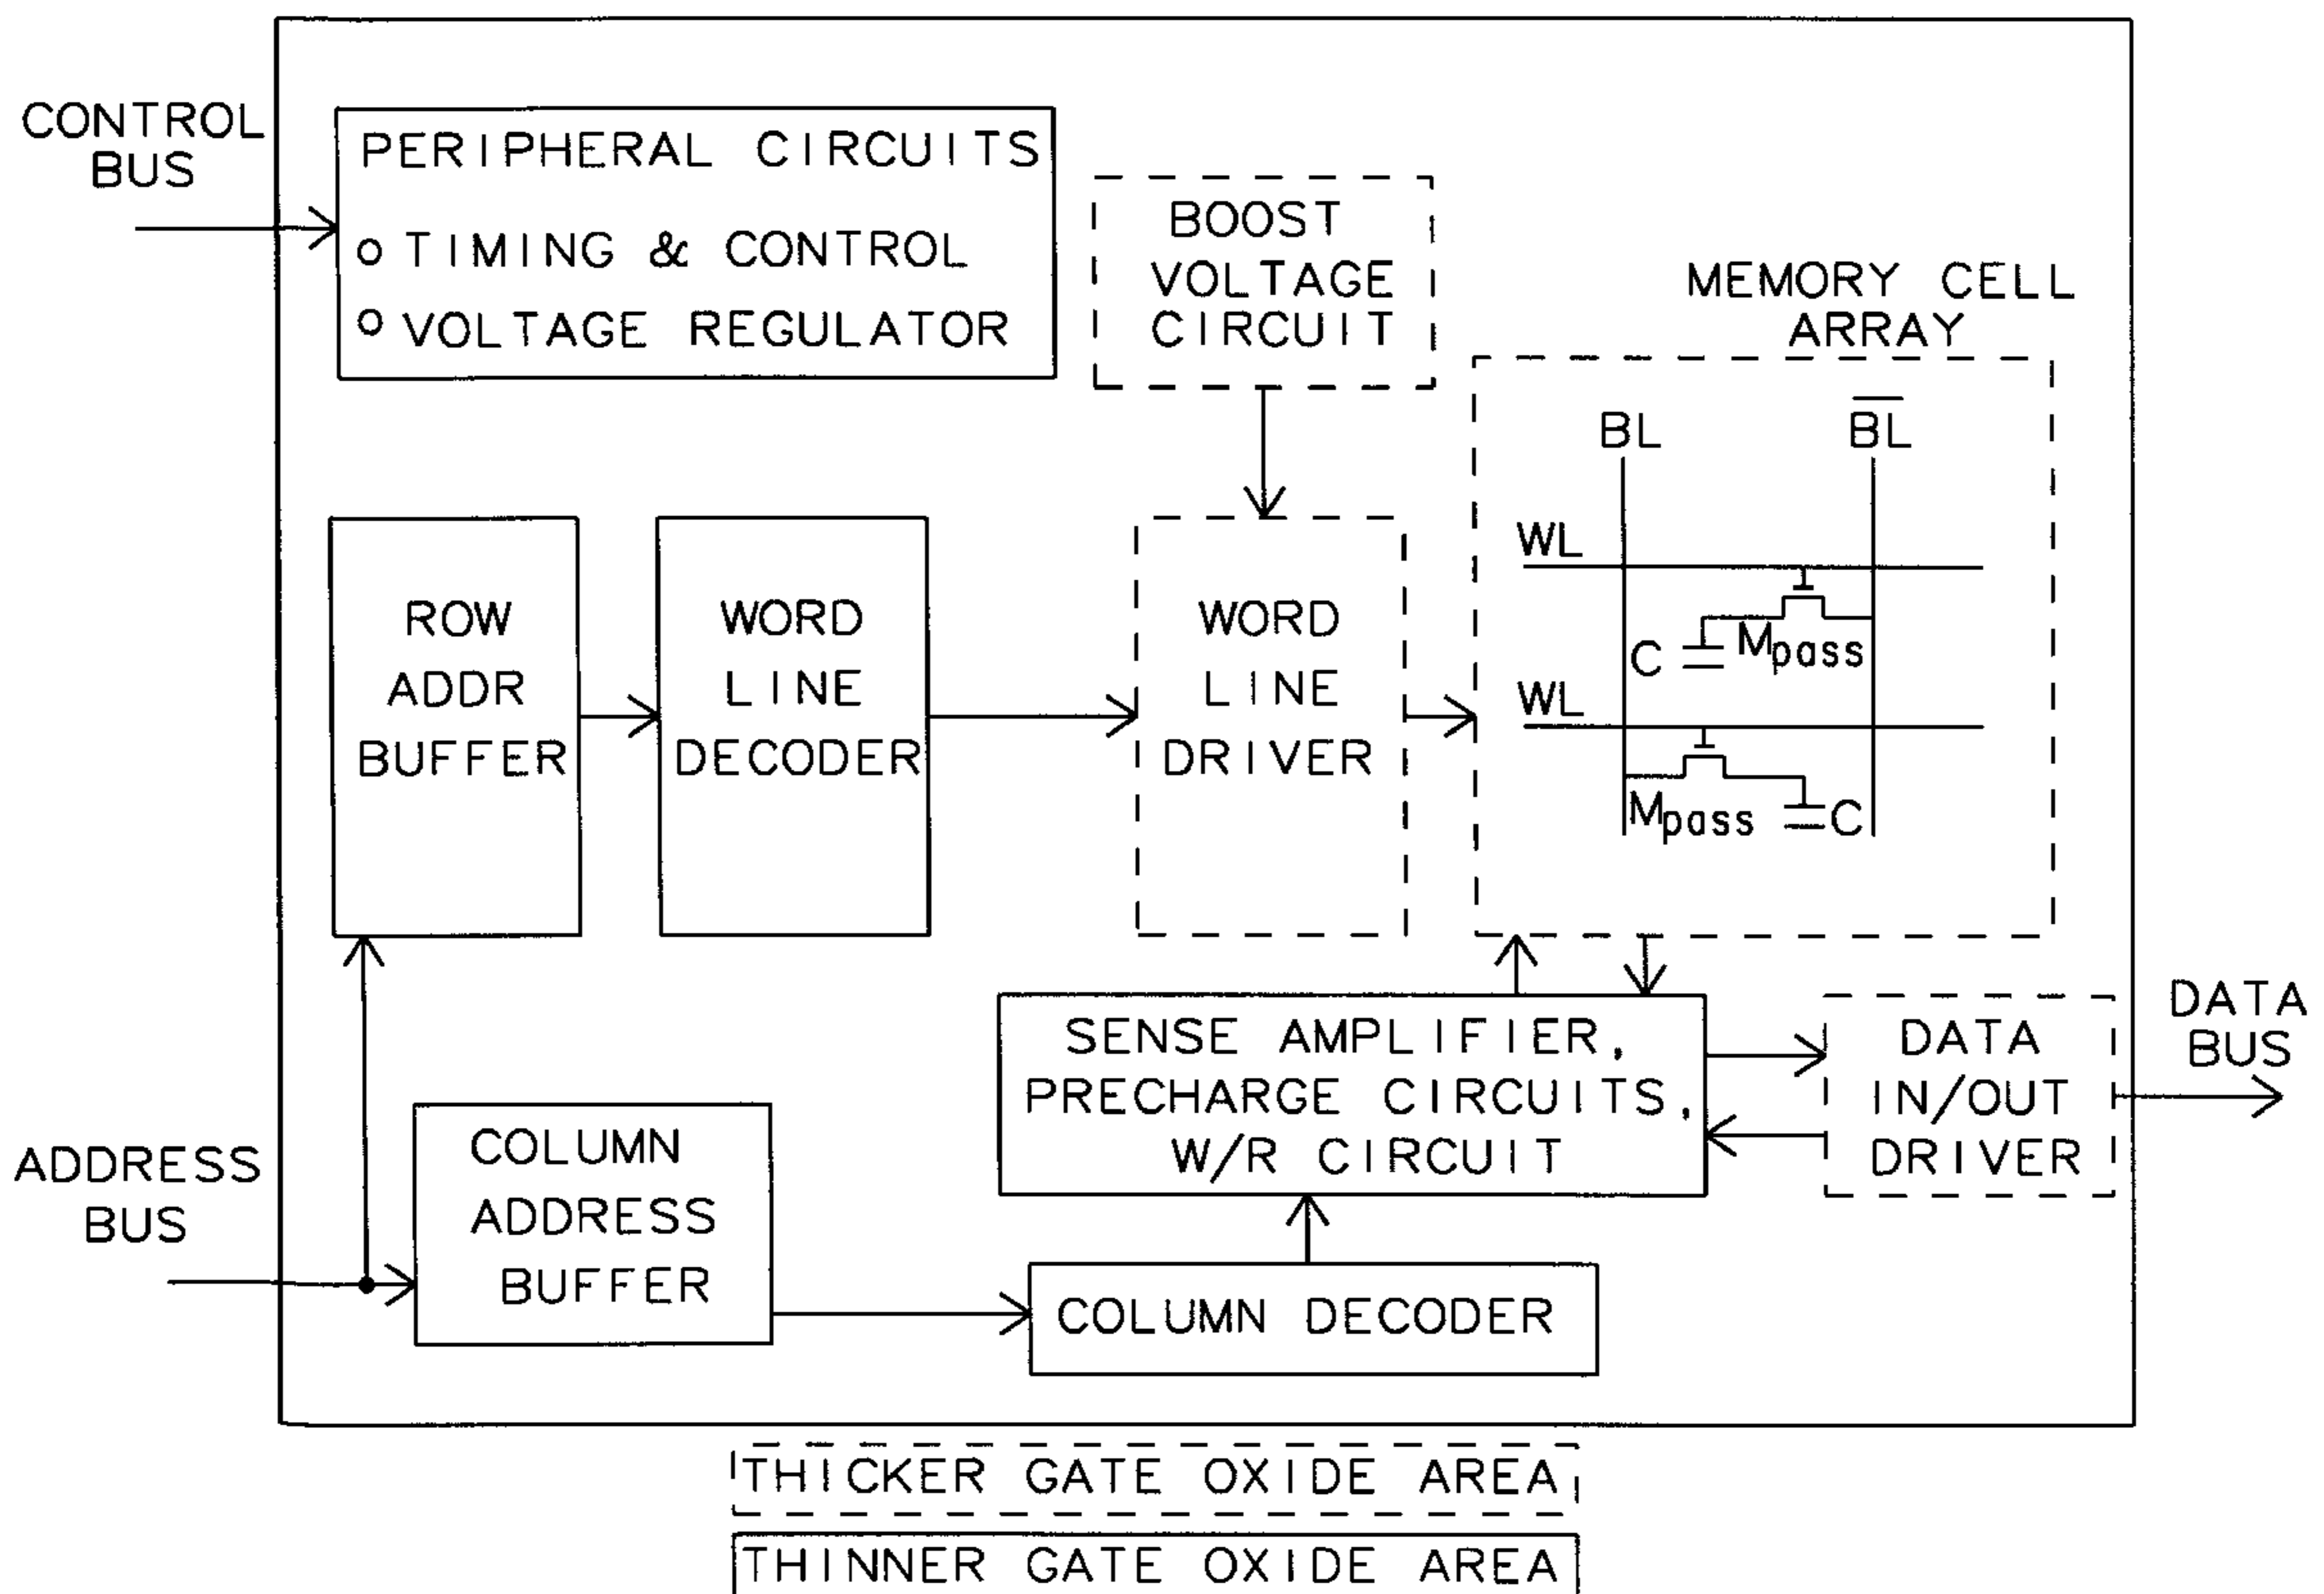 CONTROL
BUS
PERIPHERAL CIRCUITS
o TIMING & CONTROL
o VOLTAGE REGULATOR
BOOST
VOLTAGE
CIRCUIT
MEMORY CELL
ARRAY
BL
B̅L̅
WL
C
Mpass
WL
Mpass
C
ROW
ADDR
BUFFER
WORD
LINE
DECODER
WORD
LINE
DRIVER
SENSE AMPLIFIER,
PRECHARGE CIRCUITS,
W/R CIRCUIT
DATA
IN/OUT
DRIVER
DATA
BUS
ADDRESS
BUS
COLUMN
ADDRESS
BUFFER
COLUMN DECODER
THICKER GATE OXIDE AREA
THINNER GATE OXIDE AREA